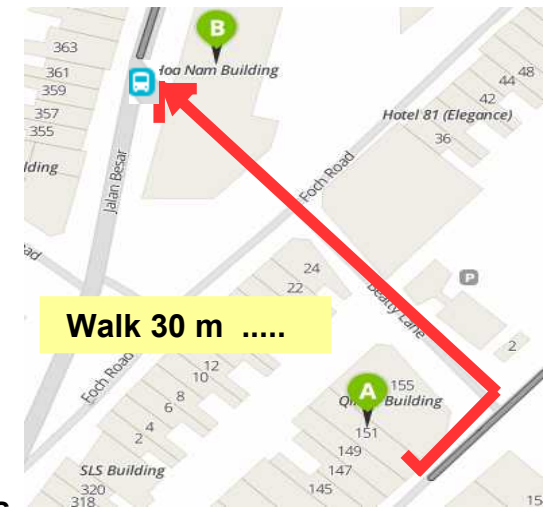 363
B
361
Hoa Nam Building
359
357
355
lding
Jalan Besar
44 48
42
Hotel 81 (Elegance)
36
Foch Road
ad
24
22
P
Beatty Lane
Walk 30 m .....
2
Foch Road
12
10
8
6
4
2
A
155
Building
151
149
147
145
SLS Building
320
318
15